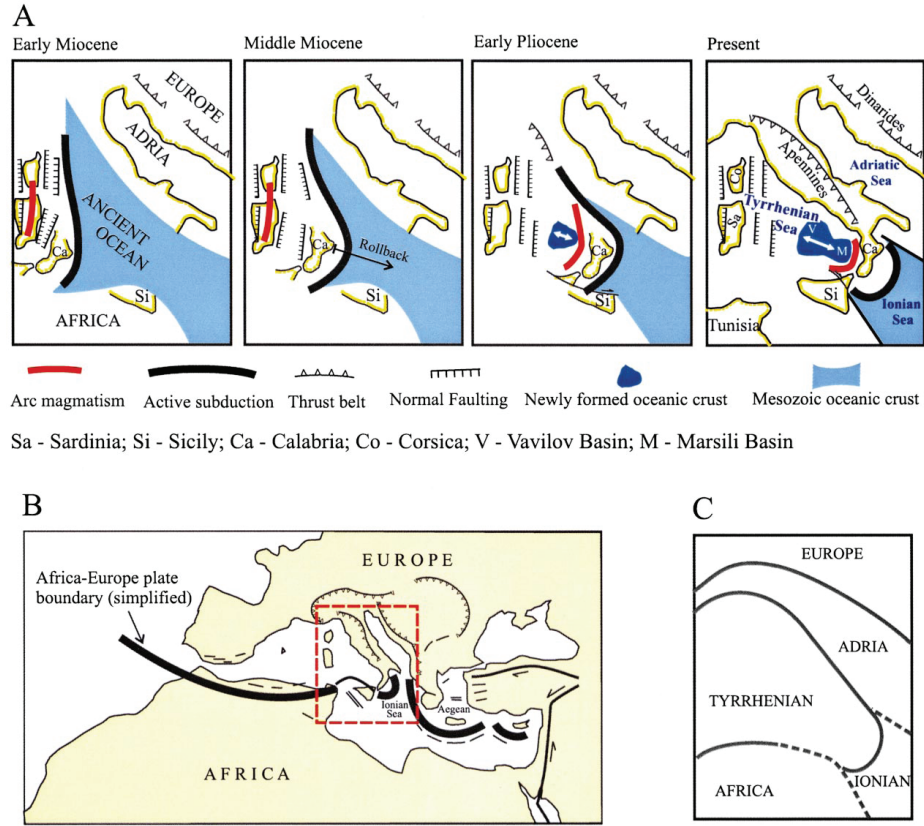 A
Early Miocene
Middle Miocene
Early Pliocene
Present
EUROPE
ADRIA
ANCIENT
OCEAN
Ca
Si
AFRICA
Ca
Rollback
Si
Ca
Si
Dinarides
Apennines
Adriatic
Sea
Co
Sa
Tyrrhenian
Sea
V
M
Ca
Si
Ionian
Sea
Tunisia
Arc magmatism
Active subduction
Thrust belt
Normal Faulting
Newly formed oceanic crust
Mesozoic oceanic crust
Sa - Sardinia; Si - Sicily; Ca - Calabria; Co - Corsica; V - Vavilov Basin; M - Marsili Basin
B
EUROPE
Africa-Europe plate
boundary (simplified)
Ionian
Sea
Aegean
AFRICA
C
EUROPE
ADRIA
TYRRHENIAN
IONIAN
AFRICA